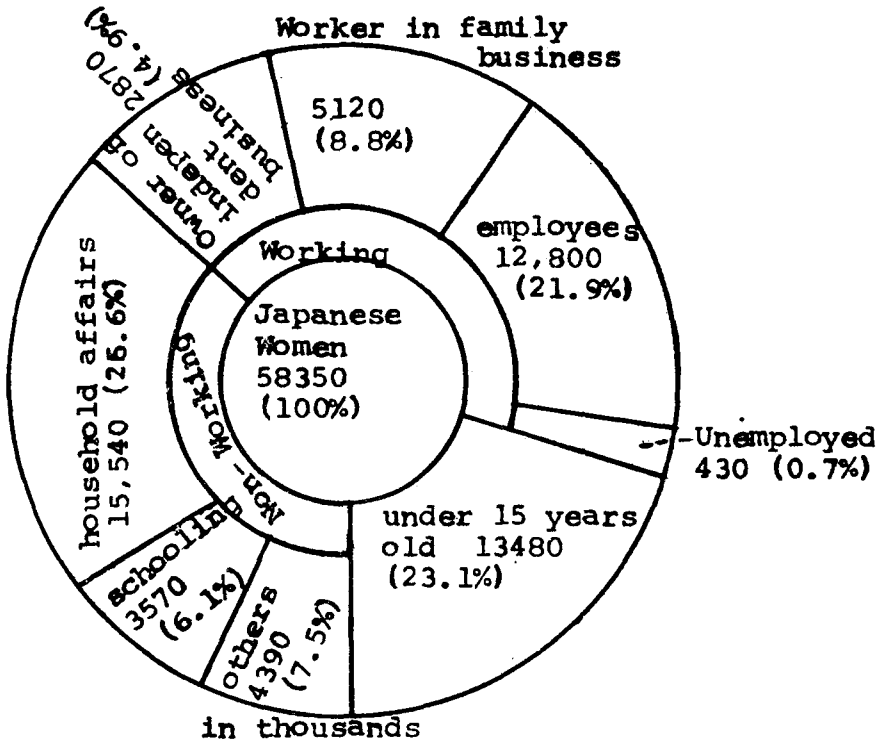 Worker in family
business
5120
(8.8%)
2870
(4.9%)
Owner of
indepen
dent
business
employees
12,800
(21.9%)
Working
Japanese
Women
58350
(100%)
Non-Working
household affairs
15,540 (26.6%)
Unemployed
430 (0.7%)
under 15 years
old 13480
(23.1%)
schooling
3570
(6.1%)
others
4390
(7.5%)
in thousands